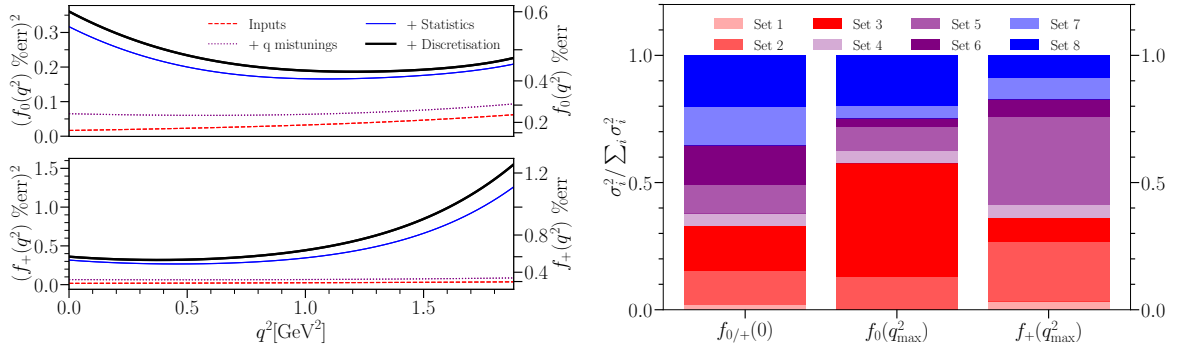 Inputs
+ q mistunings
+ Statistics
+ Discretisation
(f₀(q²) %err)²
0.3
0.2
0.1
0.0
f₀(q²) %err
0.6
0.4
0.2
(f₊(q²) %err)²
1.5
1.0
0.5
0.0
f₊(q²) %err
1.2
0.8
0.4
0.0 0.5 1.0 1.5
q²[GeV²]
Set 1 Set 3 Set 5 Set 7
Set 2 Set 4 Set 6 Set 8
σᵢ²/ ∑ᵢ σᵢ²
1.0
0.5
0.0
1.0
0.5
0.0
f₀/₊(0) f₀(q²max) f₊(q²max)